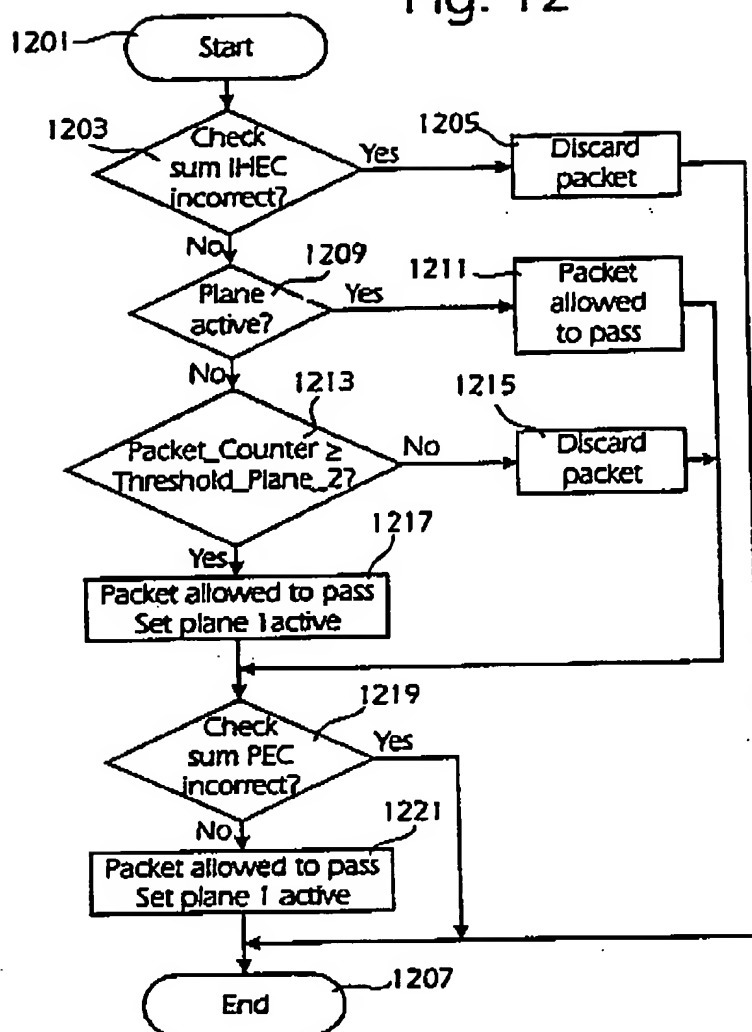 Fig. 12
1201
Start
1203
Check
sum IHEC
incorrect?
Yes
1205
Discard
packet
No
1209
Plane
active?
Yes
1211
Packet
allowed
to pass
No
1213
Packet_Counter ≥
Threshold_Plane_2?
No
1215
Discard
packet
Yes
1217
Packet allowed to pass
Set plane 1active
1219
Check
sum PEC
incorrect?
Yes
No
1221
Packet allowed to pass
Set plane 1 active
End
1207